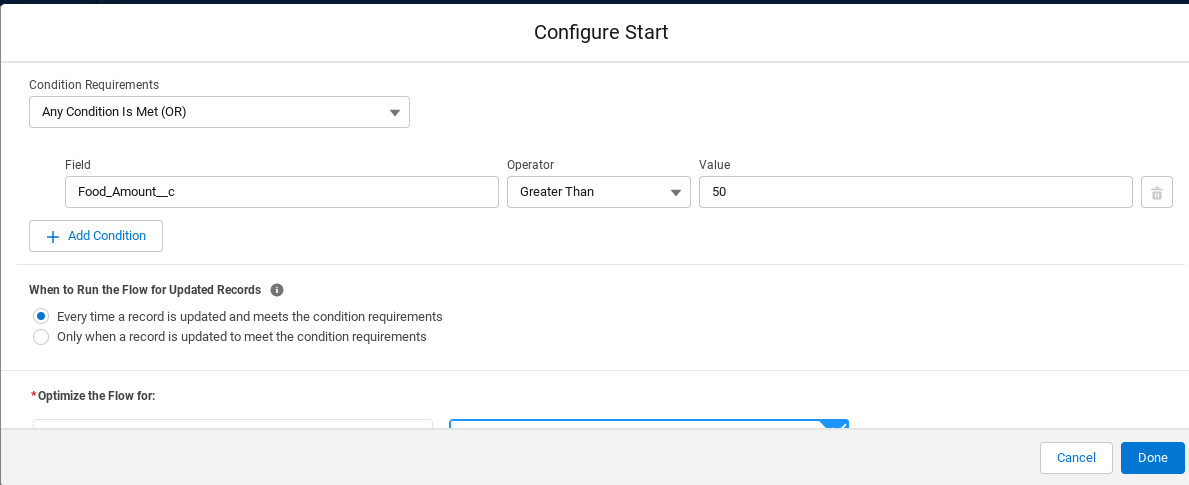 Configure Start
Condition Requirements
Any Condition Is Met (OR)
Field Operator Value
Food_Amount__c Greater Than 50
+ Add Condition
When to Run the Flow for Updated Records
Every time a record is updated and meets the condition requirements
Only when a record is updated to meet the condition requirements
*Optimize the Flow for:
Cancel Done